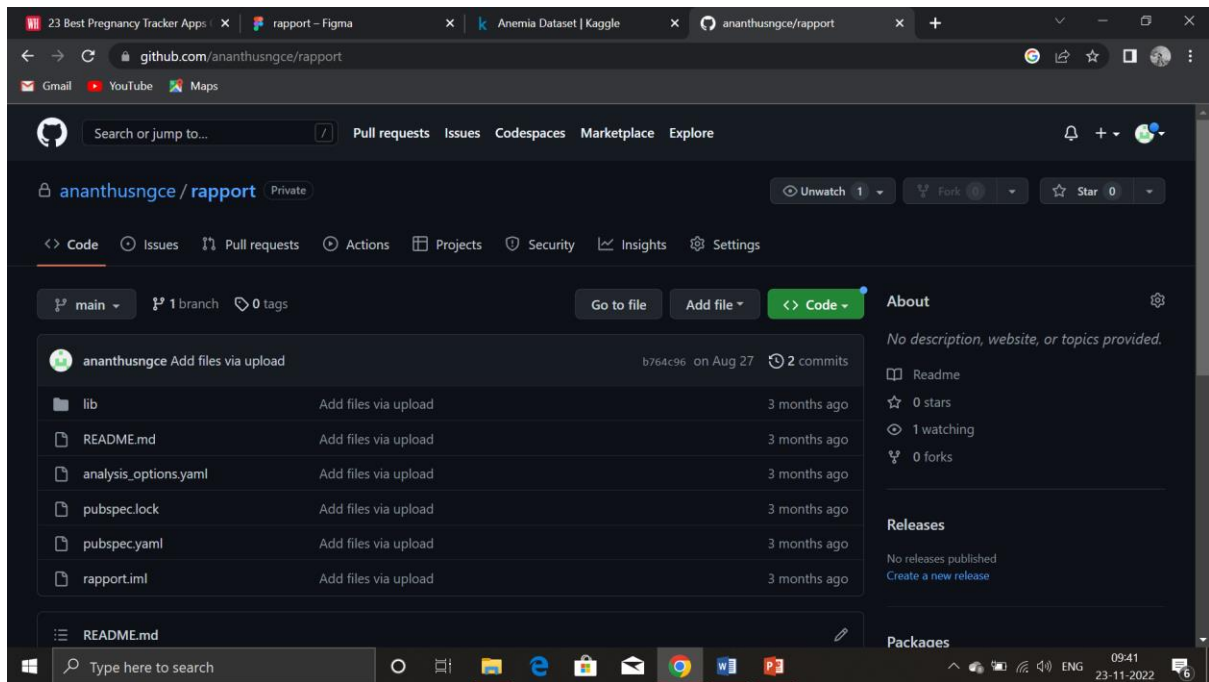 23 Best Pregnancy Tracker Apps
rapport – Figma
Anemia Dataset | Kaggle
ananthusngce/rapport
github.com/ananthusngce/rapport
Gmail YouTube Maps
Search or jump to... / Pull requests Issues Codespaces Marketplace Explore
ananthusngce / rapport Private
Unwatch 1 Fork 0 Star 0
Code Issues Pull requests Actions Projects Security Insights Settings
main 1 branch 0 tags Go to file Add file Code
ananthusngce Add files via upload b764c96 on Aug 27 2 commits
lib Add files via upload 3 months ago
README.md Add files via upload 3 months ago
analysis_options.yaml Add files via upload 3 months ago
pubspec.lock Add files via upload 3 months ago
pubspec.yaml Add files via upload 3 months ago
rapport.iml Add files via upload 3 months ago
README.md
About
No description, website, or topics provided.
Readme
0 stars
1 watching
0 forks
Releases
No releases published
Create a new release
Packages
Type here to search
ENG
09:41
23-11-2022
6